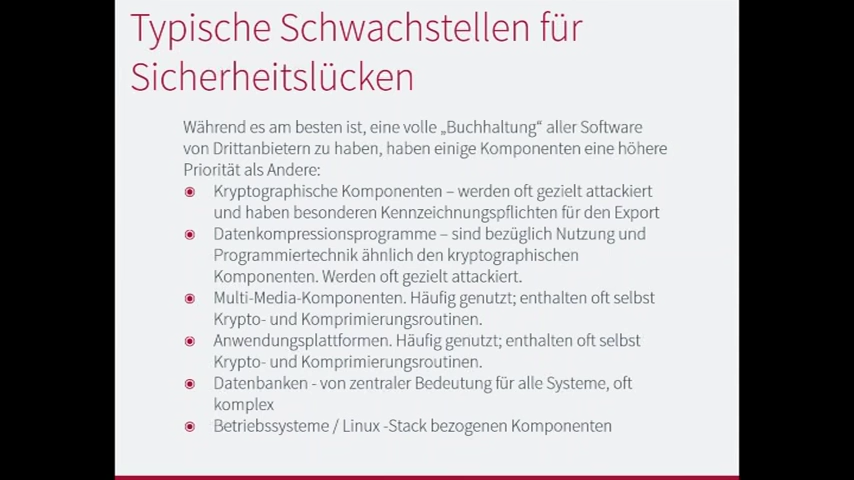 Typische Schwachstellen für
Sicherheitslücken
Während es am besten ist, eine volle „Buchhaltung“ aller Software
von Drittanbietern zu haben, haben einige Komponenten eine höhere
Priorität als Andere:
Kryptographische Komponenten – werden oft gezielt attackiert
und haben besonderen Kennzeichnungspflichten für den Export
Datenkompressionsprogramme – sind bezüglich Nutzung und
Programmiertechnik ähnlich den kryptographischen
Komponenten. Werden oft gezielt attackiert.
Multi-Media-Komponenten. Häufig genutzt; enthalten oft selbst
Krypto- und Komprimierungsroutinen.
Anwendungsplattformen. Häufig genutzt; enthalten oft selbst
Krypto- und Komprimierungsroutinen.
Datenbanken - von zentraler Bedeutung für alle Systeme, oft
komplex
Betriebssysteme / Linux -Stack bezogenen Komponenten